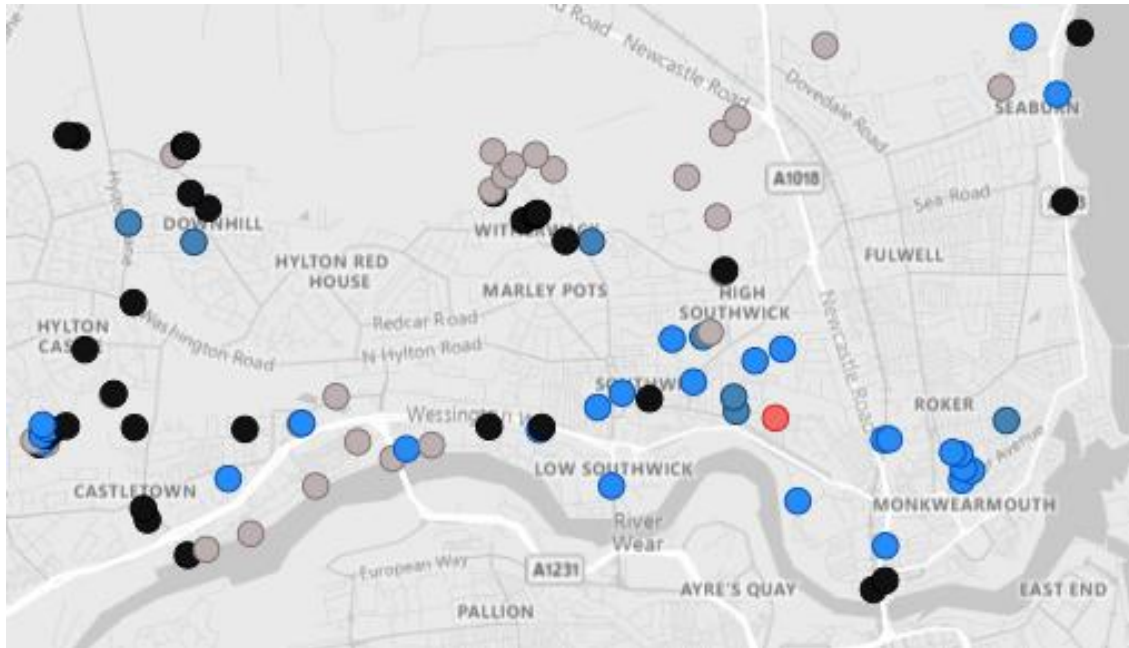 Road
Newcastle Road
Dovedale Road
SEABURN
A1018
Sea Road
DOWNHILL
HYLTON RED
HOUSE
MARLEY POTS
FULWELL
HIGH
SOUTHWICK
HYLTON
Washington Road
Redcar Road
N Hylton Road
Newcastle Road
ROKER
LOW SOUTHWICK
CASTLETOWN
MONKWEARMOUTH
River
Wear
European Way
A1231
AYRE'S QUAY
EAST END
PALLION